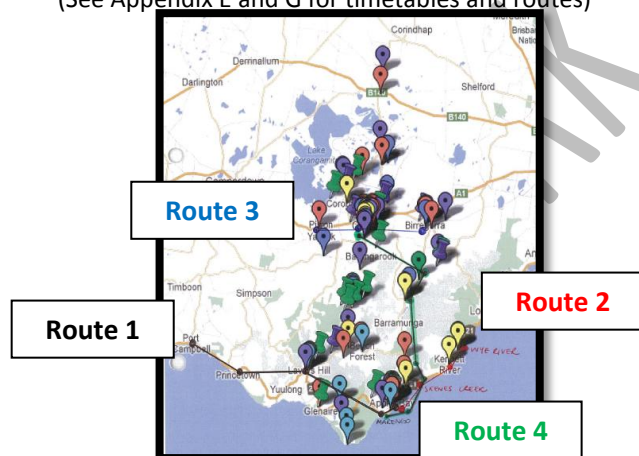 (See Appendix E and G for timetables and routes)
Corindhap
Derrinallum
Darlington
Shelford
B140
B140
Lake
Corangamite
A1
Route 3
Birregurra
Barongarook
Timboon
Simpson
Route 2
Route 1
Barramunga
Port
Campbell
Forest
Kennett
River
WYE RIVER
Princetown
Lavers Hill
Yuulong
SKENES CREEK
Glenaire
MARENGO
Route 4